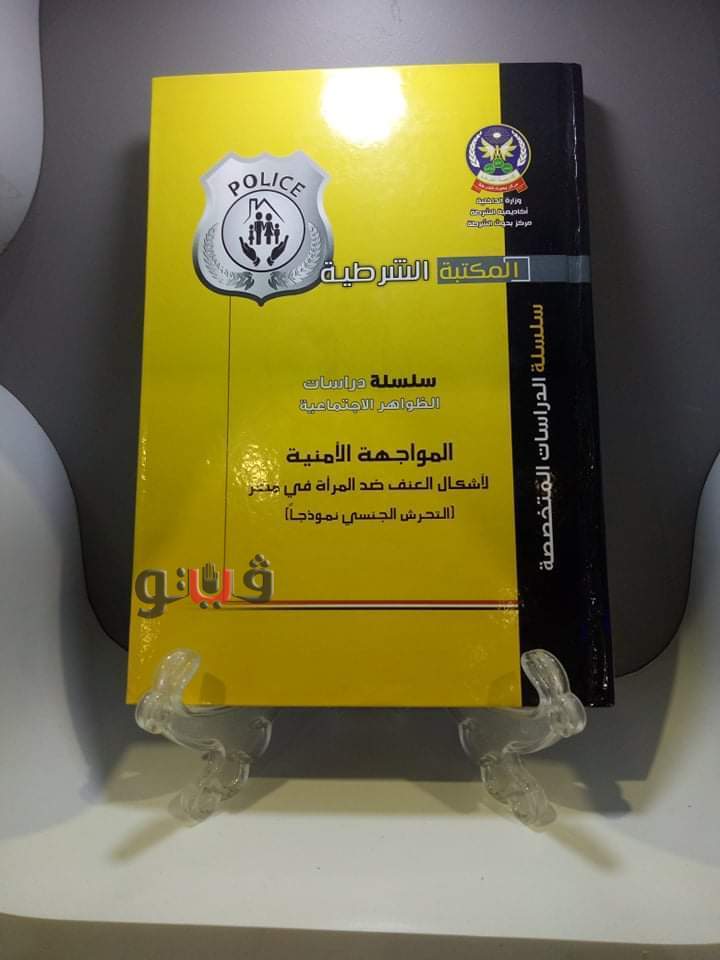 POLICE
وزارة الداخلية
أكاديمية الشرطة
مركز بحوث الشرطة
المكتبة الشرطية
سلسلة دراسات
الظواهر الاجتماعية
المواجهة الأمنية
لأشكال العنف ضد المرأة في مصر
(التحرش الجنسي نموذجاً)
سلسلة الدراسات المتخصصة
ڤيتو